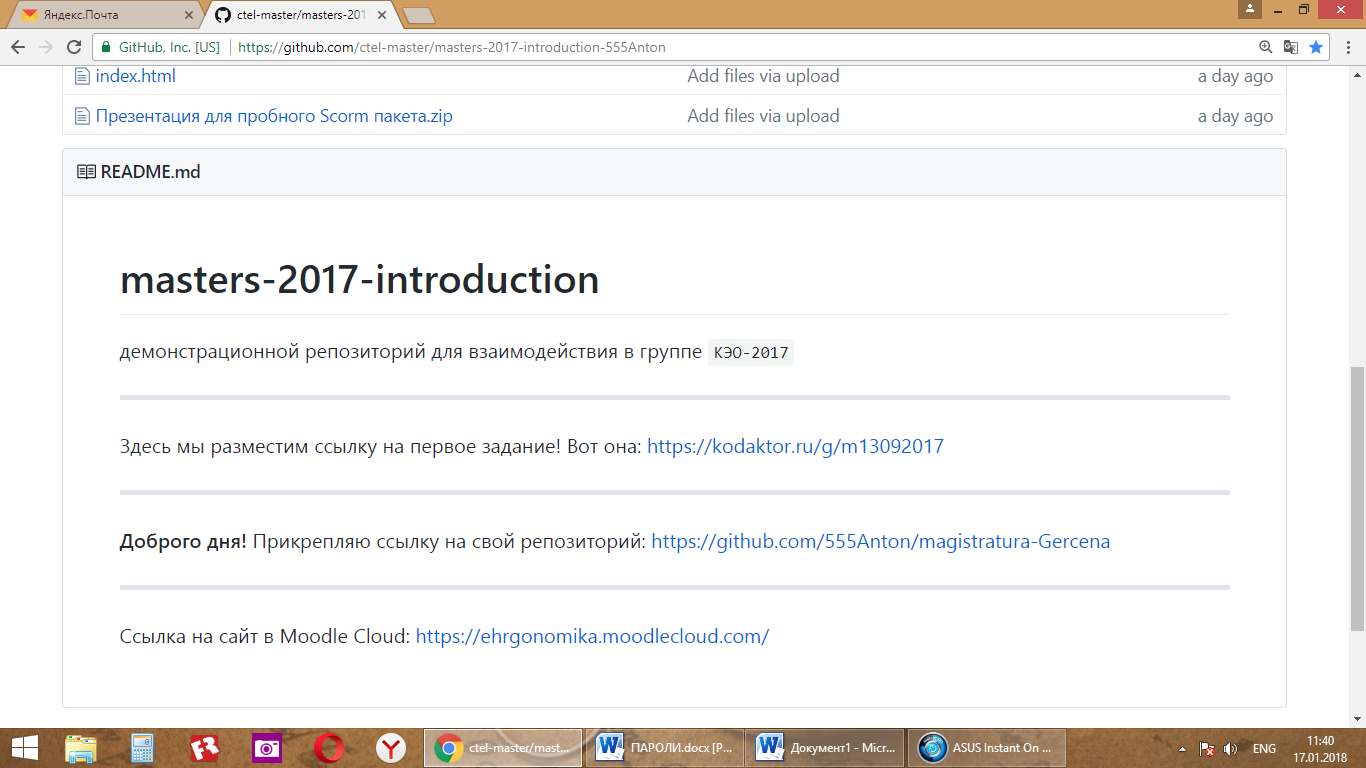 Яндекс.Почта
ctel-master/masters-201
GitHub, Inc. [US]
https://github.com/ctel-master/masters-2017-introduction-555Anton
index.html Add files via upload a day ago
Презентация для пробного Scorm пакета.zip Add files via upload a day ago
README.md
masters-2017-introduction
демонстрационной репозиторий для взаимодействия в группе КЭО-2017
Здесь мы разместим ссылку на первое задание! Вот она: https://kodaktor.ru/g/m13092017
Доброго дня! Прикрепляю ссылку на свой репозиторий: https://github.com/555Anton/magistratura-Gercena
Ссылка на сайт в Moodle Cloud: https://ehrgonomika.moodlecloud.com/
ctel-master/mast...
ПАРОЛИ.docx [Р...
Документ1 - Micr...
ASUS Instant On ...
ENG
11:40
17.01.2018